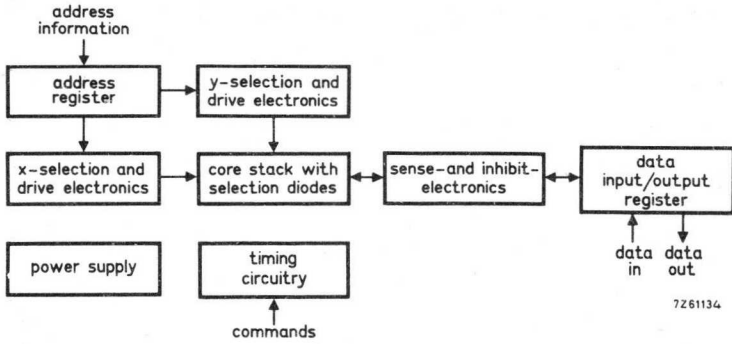 address
information
address
register
y-selection and
drive electronics
x-selection and
drive electronics
core stack with
selection diodes
sense-and inhibit-
electronics
data
input/output
register
power supply
timing
circuitry
data
in
data
out
commands
7Z61134